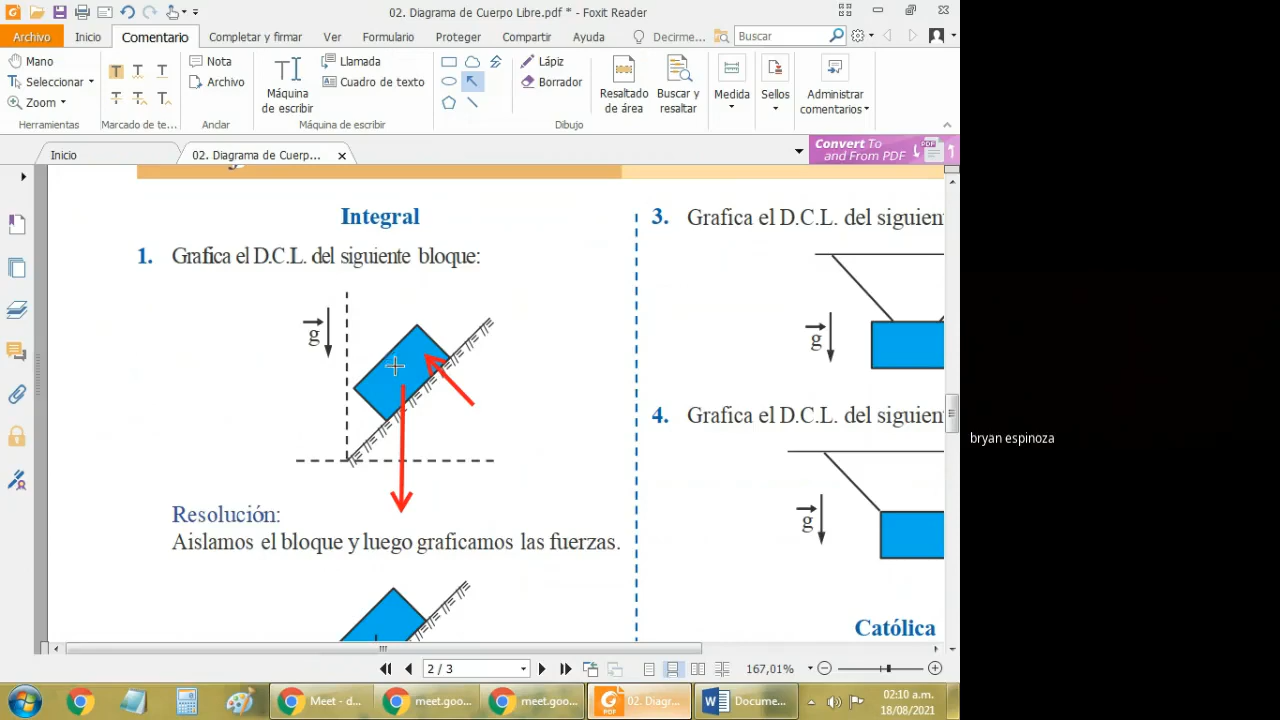 02. Diagrama de Cuerpo Libre.pdf * - Foxit Reader
Archivo Inicio Comentario Completar y firmar Ver Formulario Proteger Compartir Ayuda Decirme... Buscar
Mano
Seleccionar
Zoom
Herramientas
Marcado de te...
Nota
Archivo
Anclar
Máquina de escribir
Llamada
Cuadro de texto
Máquina de escribir
Lápiz
Borrador
Dibujo
Resaltado de área
Buscar y resaltar
Medida
Sellos
Administrar comentarios
Inicio
02. Diagrama de Cuerp...
Convert To
and From PDF
PDF
Integral
1. Grafica el D.C.L. del siguiente bloque:
g
Resolución:
Aislamos el bloque y luego graficamos las fuerzas.
3. Grafica el D.C.L. del siguien
g
4. Grafica el D.C.L. del siguien
g
Católica
bryan espinoza
2 / 3
167,01%
Meet - d...
meet.goo...
meet.goo...
PDF
02. Diagr...
Docume...
02:10 a.m.
18/08/2021